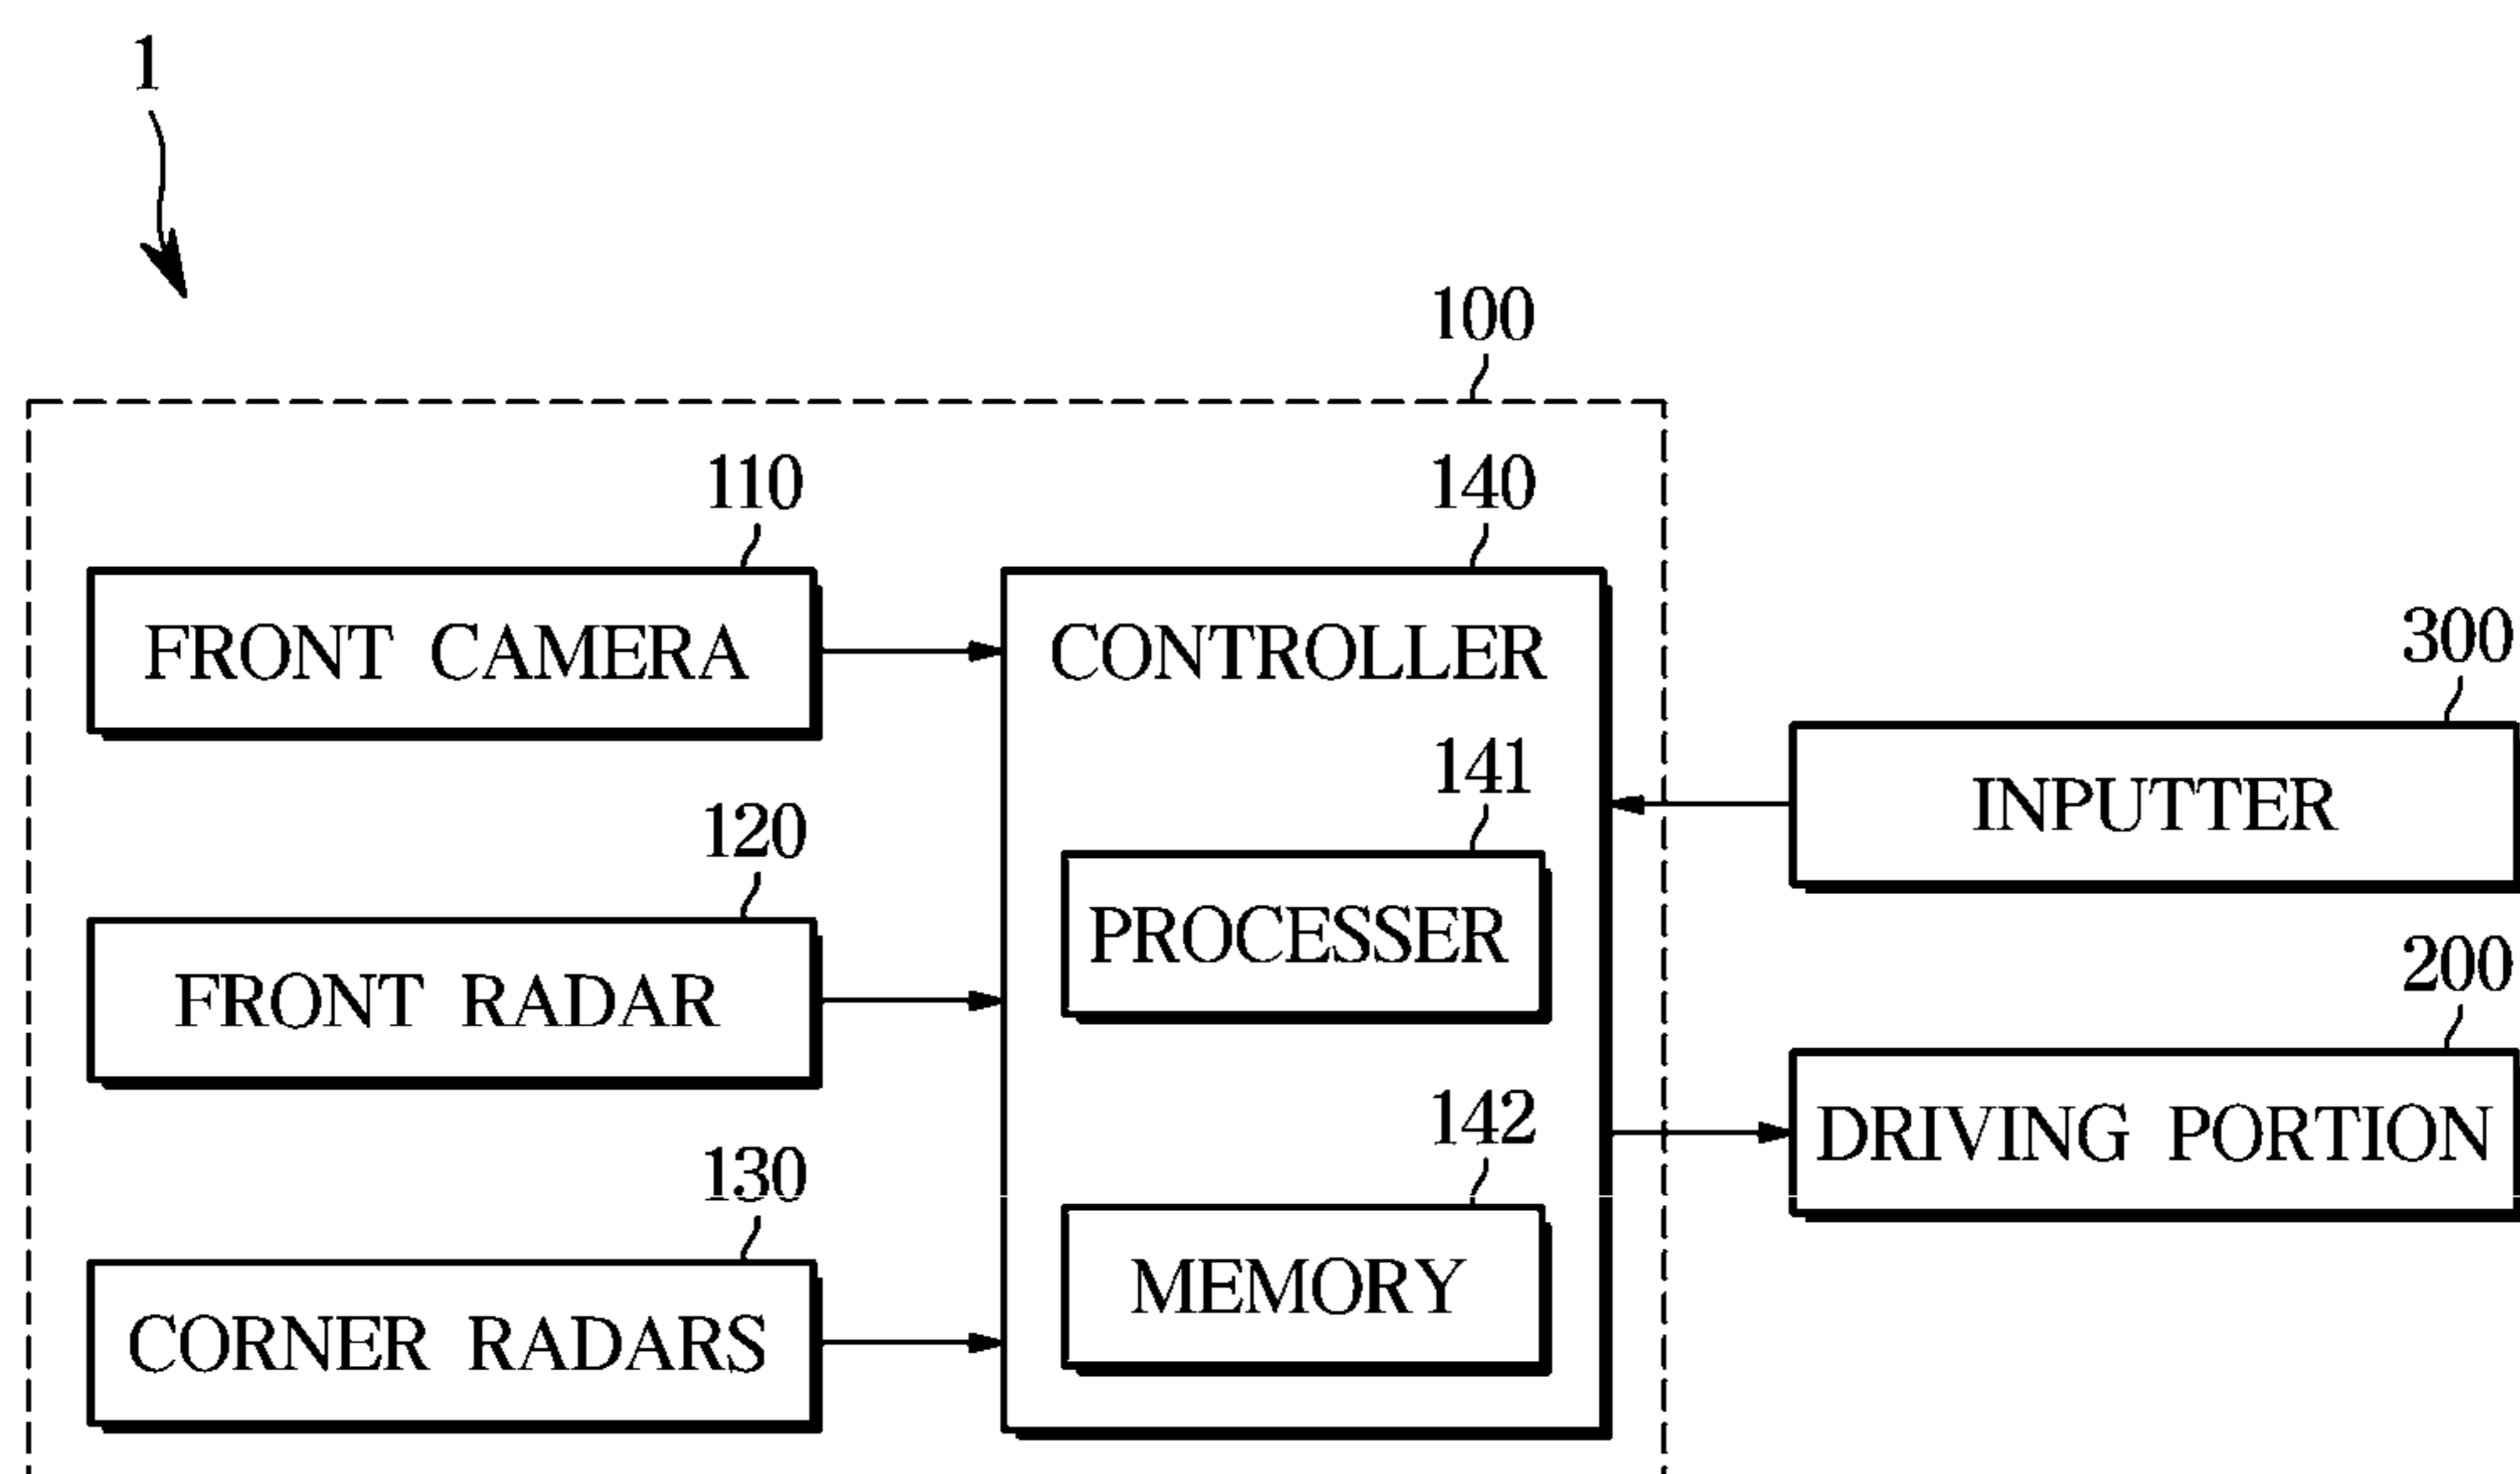 1
100
110
140
FRONT CAMERA
CONTROLLER
300
141
INPUTTER
120
PROCESSER
200
FRONT RADAR
142
DRIVING PORTION
130
MEMORY
CORNER RADARS